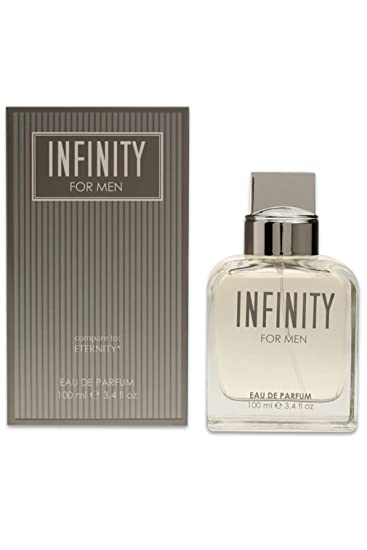 INFINITY
FOR MEN
compare to:
ETERNITY*
EAU DE PARFUM
100 ml ℮ 3.4 fl oz
INFINITY
FOR MEN
EAU DE PARFUM
100 ml ℮ 3.4 fl oz